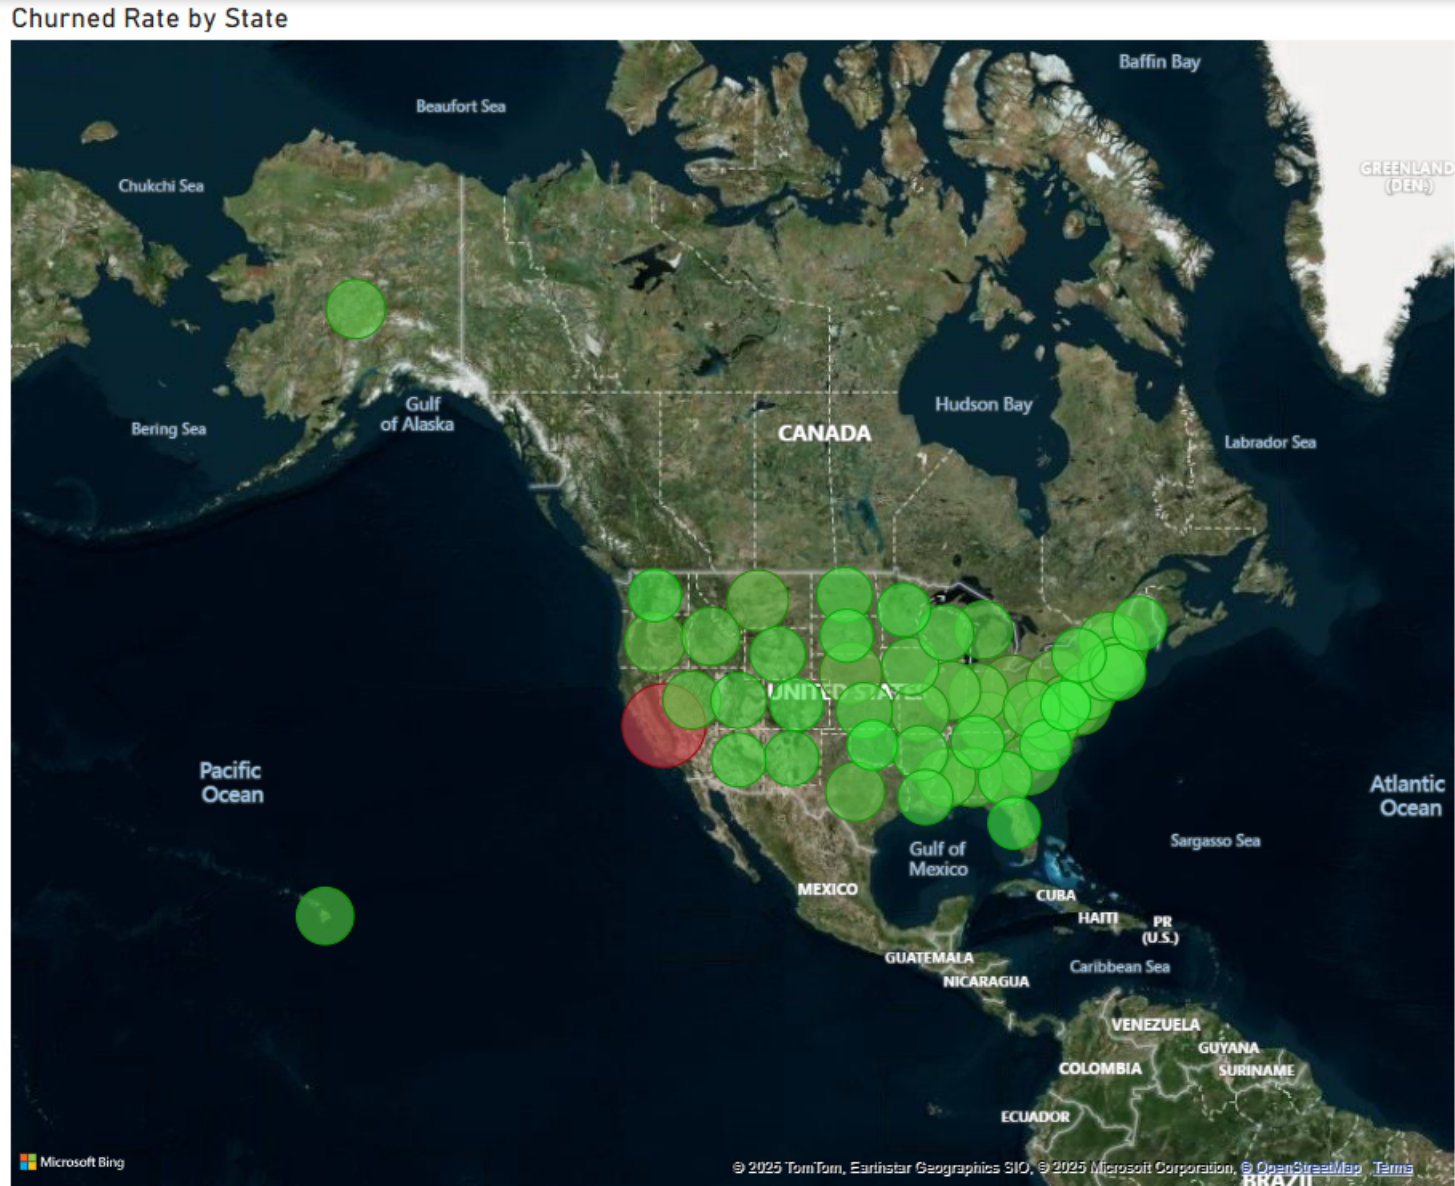 Churned Rate by State
Baffin Bay
Beaufort Sea
Chukchi Sea
GREENLAND
(DEN.)
Gulf
of Alaska
Hudson Bay
Bering Sea
CANADA
Labrador Sea
UNITED STATES
Pacific
Ocean
Atlantic
Ocean
Sargasso Sea
Gulf of
Mexico
MEXICO
CUBA
HAITI
PR
(U.S.)
GUATEMALA
Caribbean Sea
NICARAGUA
VENEZUELA
GUYANA
COLOMBIA
SURINAME
ECUADOR
Microsoft Bing
© 2025 TomTom, Earthstar Geographics SIO, © 2025 Microsoft Corporation, © OpenStreetMap Terms
BRAZIL